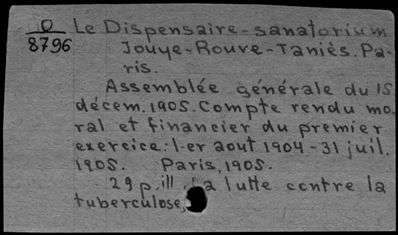 O
8796
Le Dispensaire-sanatorium
Jouye-Rouve-Taniès. Pa-
ris.
Assemblée générale du 15
décem. 1905. Compte rendu mo-
ral et financier du premier
exercice: 1-er aout 1904-31 juil.
1905. Paris, 1905.
29 p. ill. la lutte contre la
tuberculose